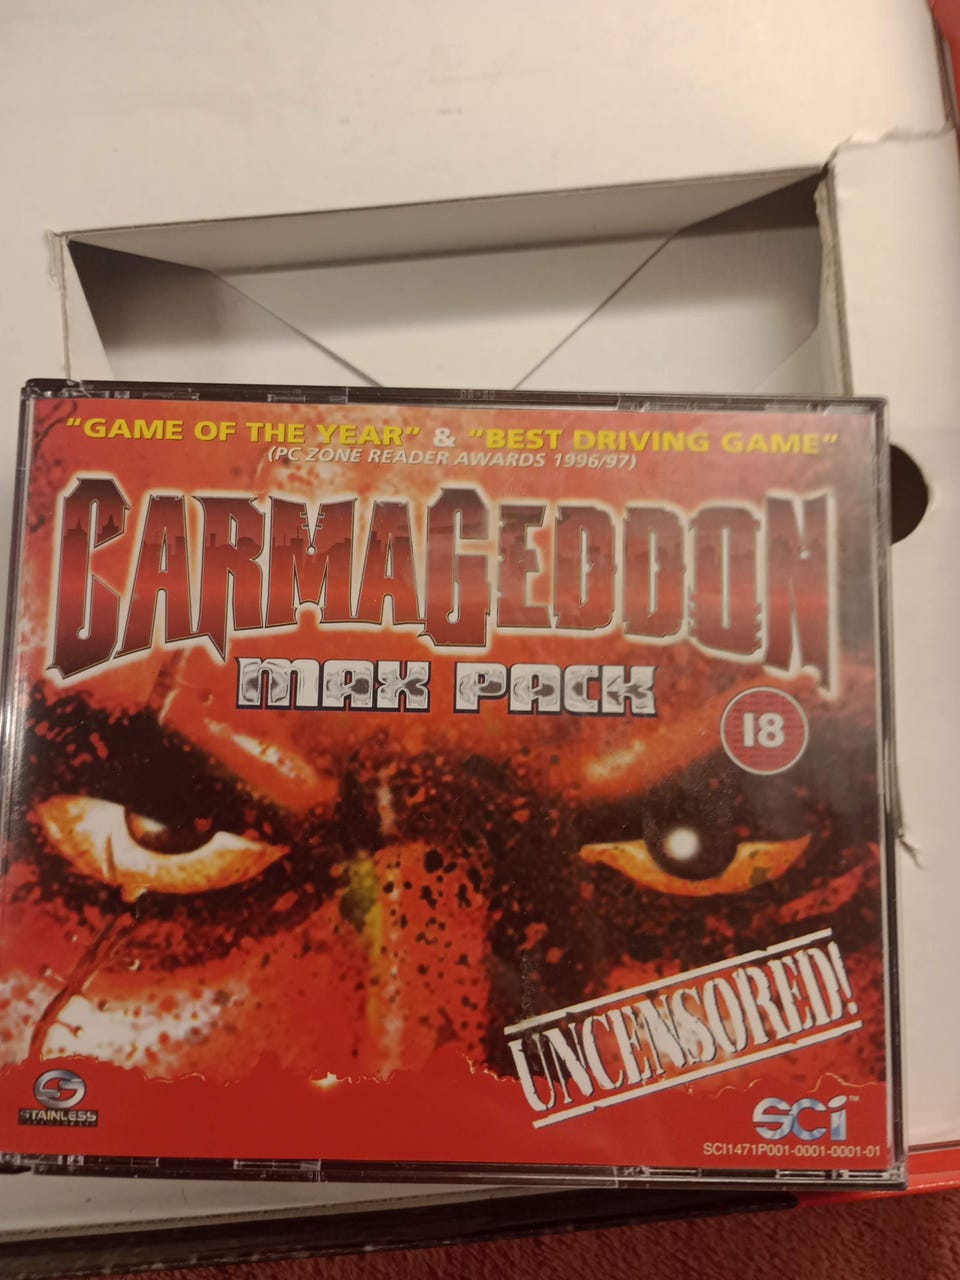 "GAME OF THE YEAR" & "BEST DRIVING GAME"
(PC ZONE READER AWARDS 1996/97)
CARMAGEDDON
MAX PACK
18
UNCENSORED!
STAINLESS
SCi™
SCI1471P001-0001-0001-01